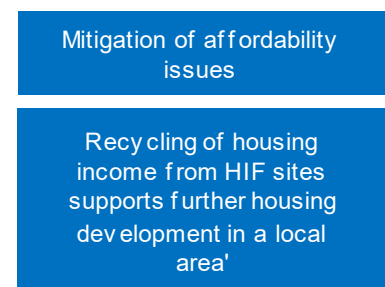 Mitigation of affordability
issues
Recycling of housing
income from HIF sites
supports further housing
development in a local
area'